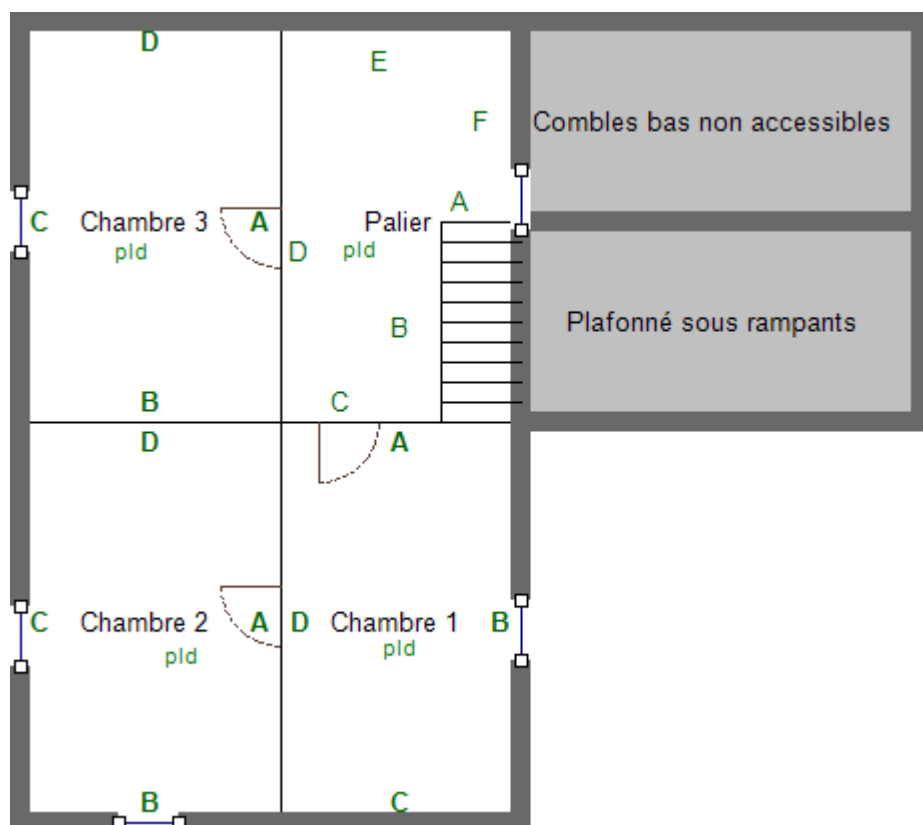 D
E
F
Combles bas non accessibles
A
C
Chambre 3
A
Palier
pld
D
pld
B
Plafonné sous rampants
B
C
D
A
C
Chambre 2
A
D
Chambre 1
B
pld
pld
B
C